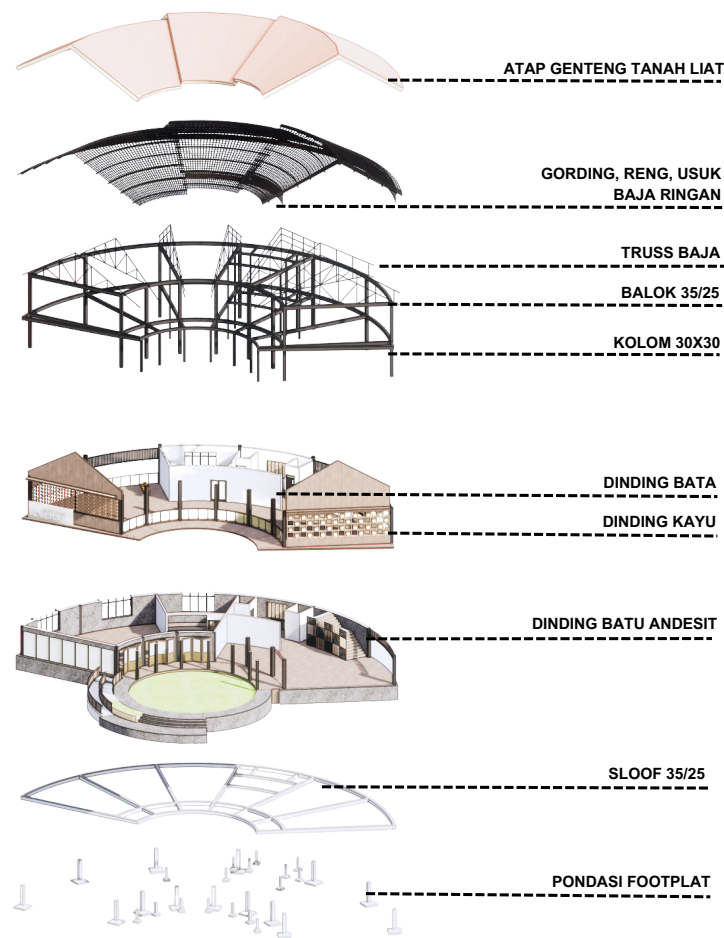 ATAP GENTENG TANAH LIAT
GORDING, RENG, USUK
BAJA RINGAN
TRUSS BAJA
BALOK 35/25
KOLOM 30X30
DINDING BATA
DINDING KAYU
DINDING BATU ANDESIT
SLOOF 35/25
PONDASI FOOTPLAT